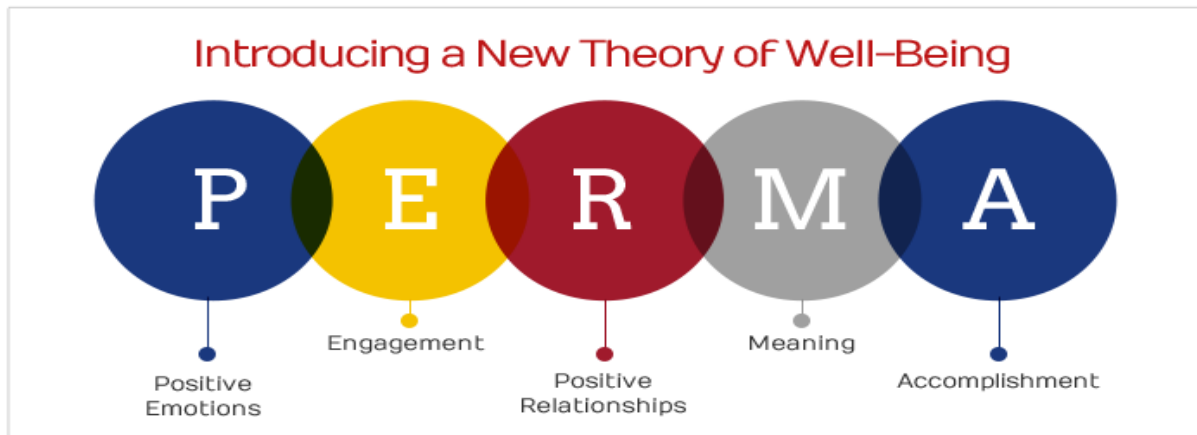 Introducing a New Theory of Well-Being
P
E
R
M
A
Positive
Emotions
Engagement
Positive
Relationships
Meaning
Accomplishment